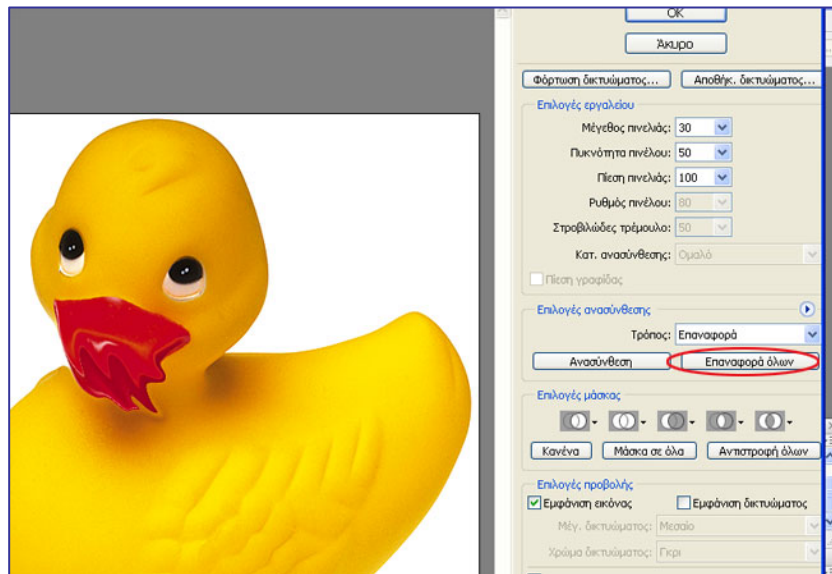 OK
Άκυρο
Φόρτωση δικτυώματος... Αποθήκ. δικτυώματος...
Επιλογές εργαλείου
Μέγεθος πινελιάς: 30
Πυκνότητα πινέλου: 50
Πίεση πινελιάς: 100
Ρυθμός πινέλου: 80
Στροβιλώδες τρέμουλο: 50
Κατ. ανασύνθεσης: Ομαλό
Πίεση γραφίδας
Επιλογές ανασύνθεσης
Τρόπος: Επαναφορά
Ανασύνθεση Επαναφορά όλων
Επιλογές μάσκας
Κανένα Μάσκα σε όλα Αντιστροφή όλων
Επιλογές προβολής
Εμφάνιση εικόνας Εμφάνιση δικτυώματος
Μέγ. δικτυώματος: Μεσαίο
Χρώμα δικτυώματος: Γκρι